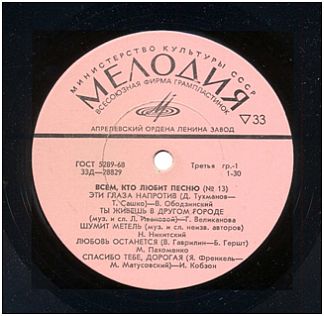 МИНИСТЕРСТВО КУЛЬТУРЫ СССР
МЕЛОДИЯ
ВСЕСОЮЗНАЯ ФИРМА ГРАМПЛАСТИНОК
▽33
АПРЕЛЕВСКИЙ ОРДЕНА ЛЕНИНА ЗАВОД
ГОСТ 5289-68 Третья гр.-1
33Д-28829 1-30
ВСЕМ, КТО ЛЮБИТ ПЕСНЮ (№ 13)
ЭТИ ГЛАЗА НАПРОТИВ (Д. Тухманов—
Т. Сашко)—В. Ободзинский
ТЫ ЖИВЕШЬ В ДРУГОМ ГОРОДЕ
(муз. и сл. Л. Ивановой)— Г. Великанова
ШУМИТ МЕТЕЛЬ (муз. и сл. неизв. авторов)
Н. Никитский
ЛЮБОВЬ ОСТАНЕТСЯ (В. Гаврилин—Б. Гершт)
М. Пахоменко
СПАСИБО ТЕБЕ, ДОРОГАЯ (Я. Френкель—
М. Матусовский)— И. Кобзон